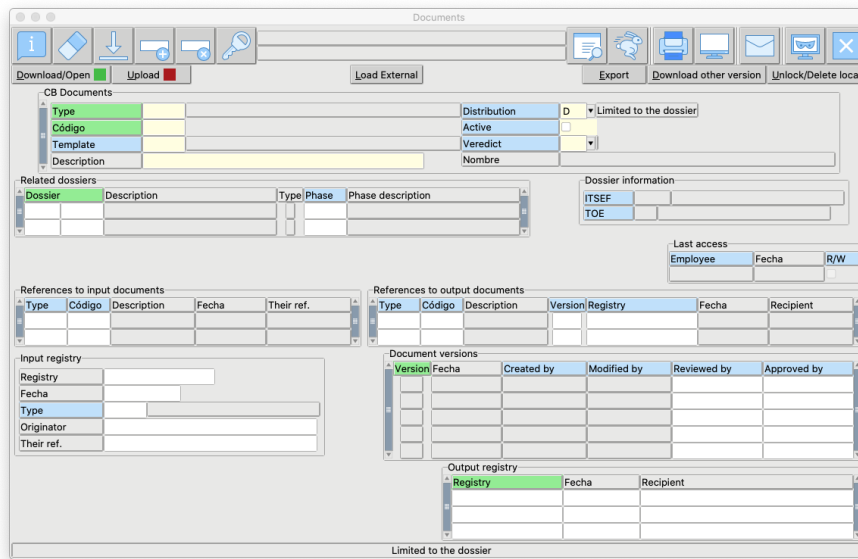 Documents
Download/Open Upload Load External Export Download other version Unlock/Delete loca
CB Documents
Type Distribution D Limited to the dossier
Código Active
Template Veredict
Description Nombre
Related dossiers Dossier information
Dossier Description Type Phase Phase description
ITSEF
TOE
Last access
Employee Fecha R/W
References to input documents References to output documents
Type Código Description Fecha Their ref. Type Código Description Version Registry Fecha Recipient
Input registry Document versions
Version Fecha Created by Modified by Reviewed by Approved by
Registry
Fecha
Type
Originator
Their ref.
Output registry
Registry Fecha Recipient
Limited to the dossier